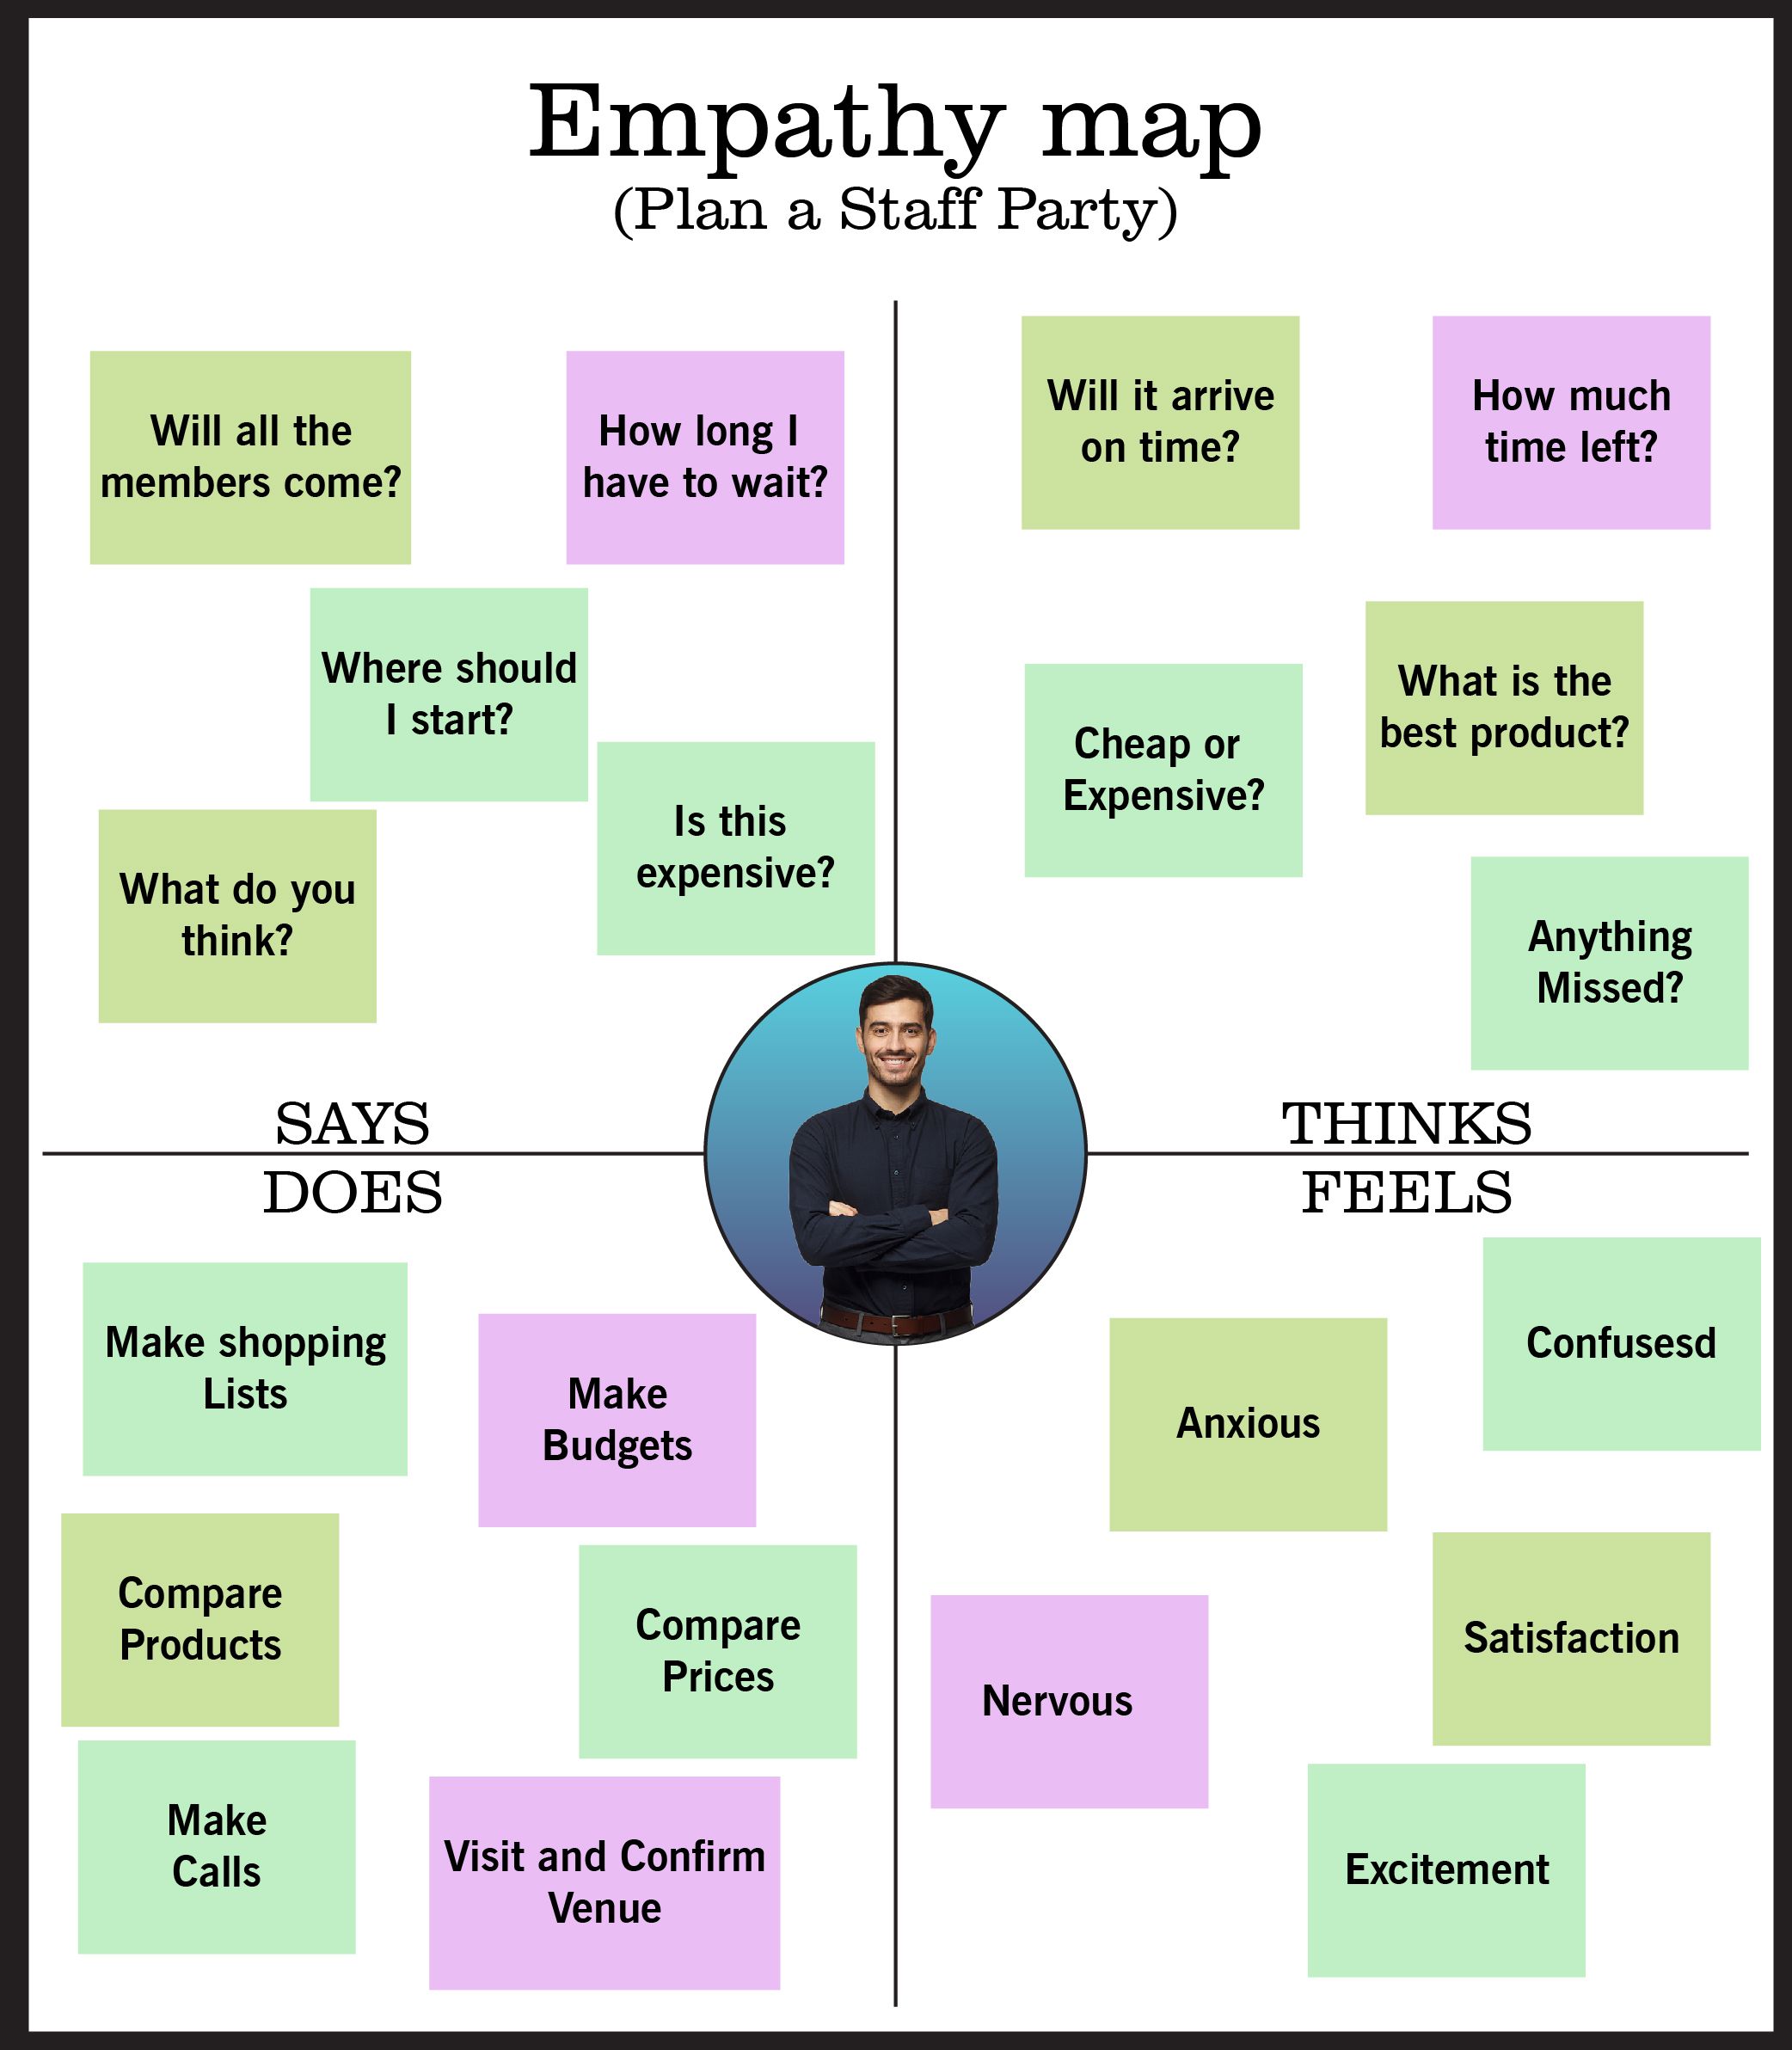 Empathy map
(Plan a Staff Party)
Will all the
members come?
How long I
have to wait?
Where should
I start?
Is this
expensive?
What do you
think?
SAYS
Will it arrive
on time?
How much
time left?
What is the
best product?
Cheap or
Expensive?
Anything
Missed?
THINKS
DOES
Make shopping
Lists
Make
Budgets
Compare
Products
Compare
Prices
Make
Calls
Visit and Confirm
Venue
FEELS
Confusesd
Anxious
Satisfaction
Nervous
Excitement